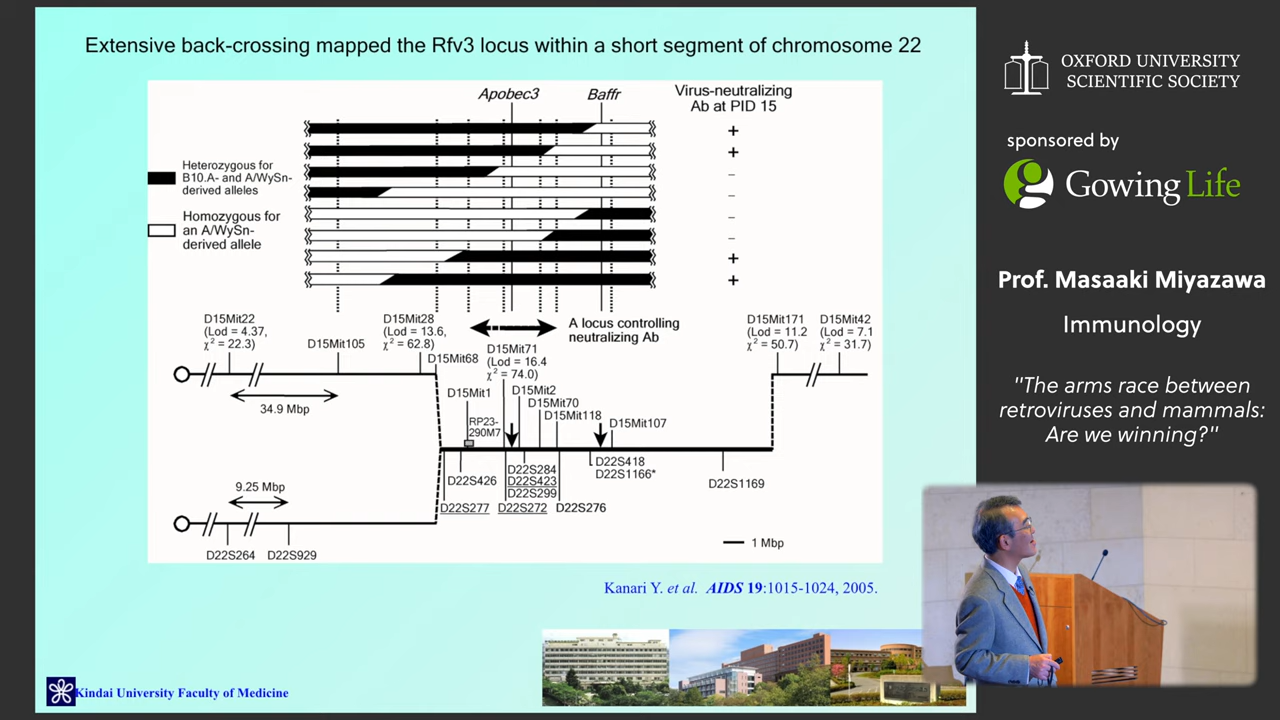 Extensive back-crossing mapped the Rfv3 locus within a short segment of chromosome 22
Apobec3
Baffr
Virus-neutralizing
Ab at PID 15
+
+
–
–
–
–
+
+
Heterozygous for
B10.A- and A/WySn-
derived alleles
Homozygous for
an A/WySn-
derived allele
A locus controlling
neutralizing Ab
D15Mit22
(Lod = 4.37,
χ² = 22.3)
D15Mit105
D15Mit28
(Lod = 13.6,
χ² = 62.8)
D15Mit68
D15Mit71
(Lod = 16.4
χ² = 74.0)
D15Mit171
(Lod = 11.2
χ² = 50.7)
D15Mit42
(Lod = 7.1
χ² = 31.7)
34.9 Mbp
D15Mit1
RP23-
290M7
D15Mit2
D15Mit70
D15Mit118
D15Mit107
D22S426
D22S277
D22S284
D22S423
D22S299
D22S272
D22S276
D22S418
D22S1166*
D22S1169
9.25 Mbp
D22S264
D22S929
1 Mbp
Kanari Y. et al. AIDS 19:1015-1024, 2005.
Kindai University Faculty of Medicine
OXFORD UNIVERSITY
SCIENTIFIC SOCIETY
sponsored by
Gowing Life
Prof. Masaaki Miyazawa
Immunology
"The arms race between
retroviruses and mammals:
Are we winning?"